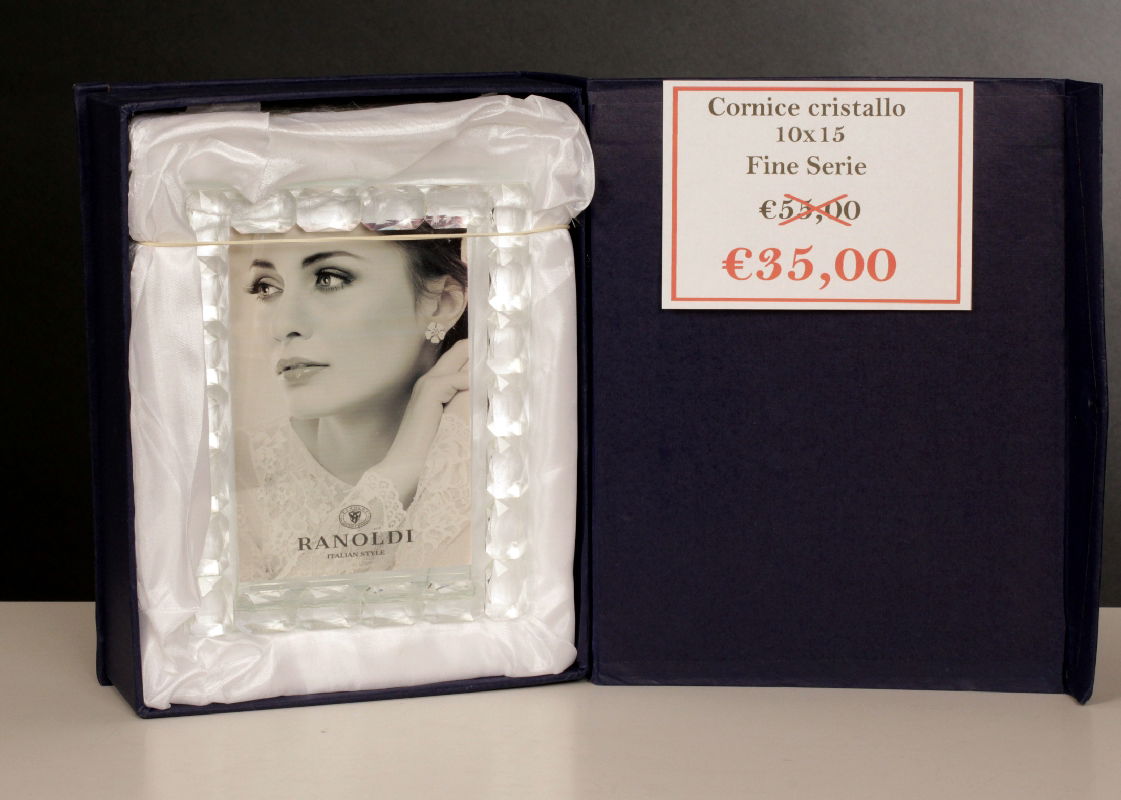 Cornice cristallo
10x15
Fine Serie
€55,00
€35,00
RANOLDI
ITALIAN STYLE